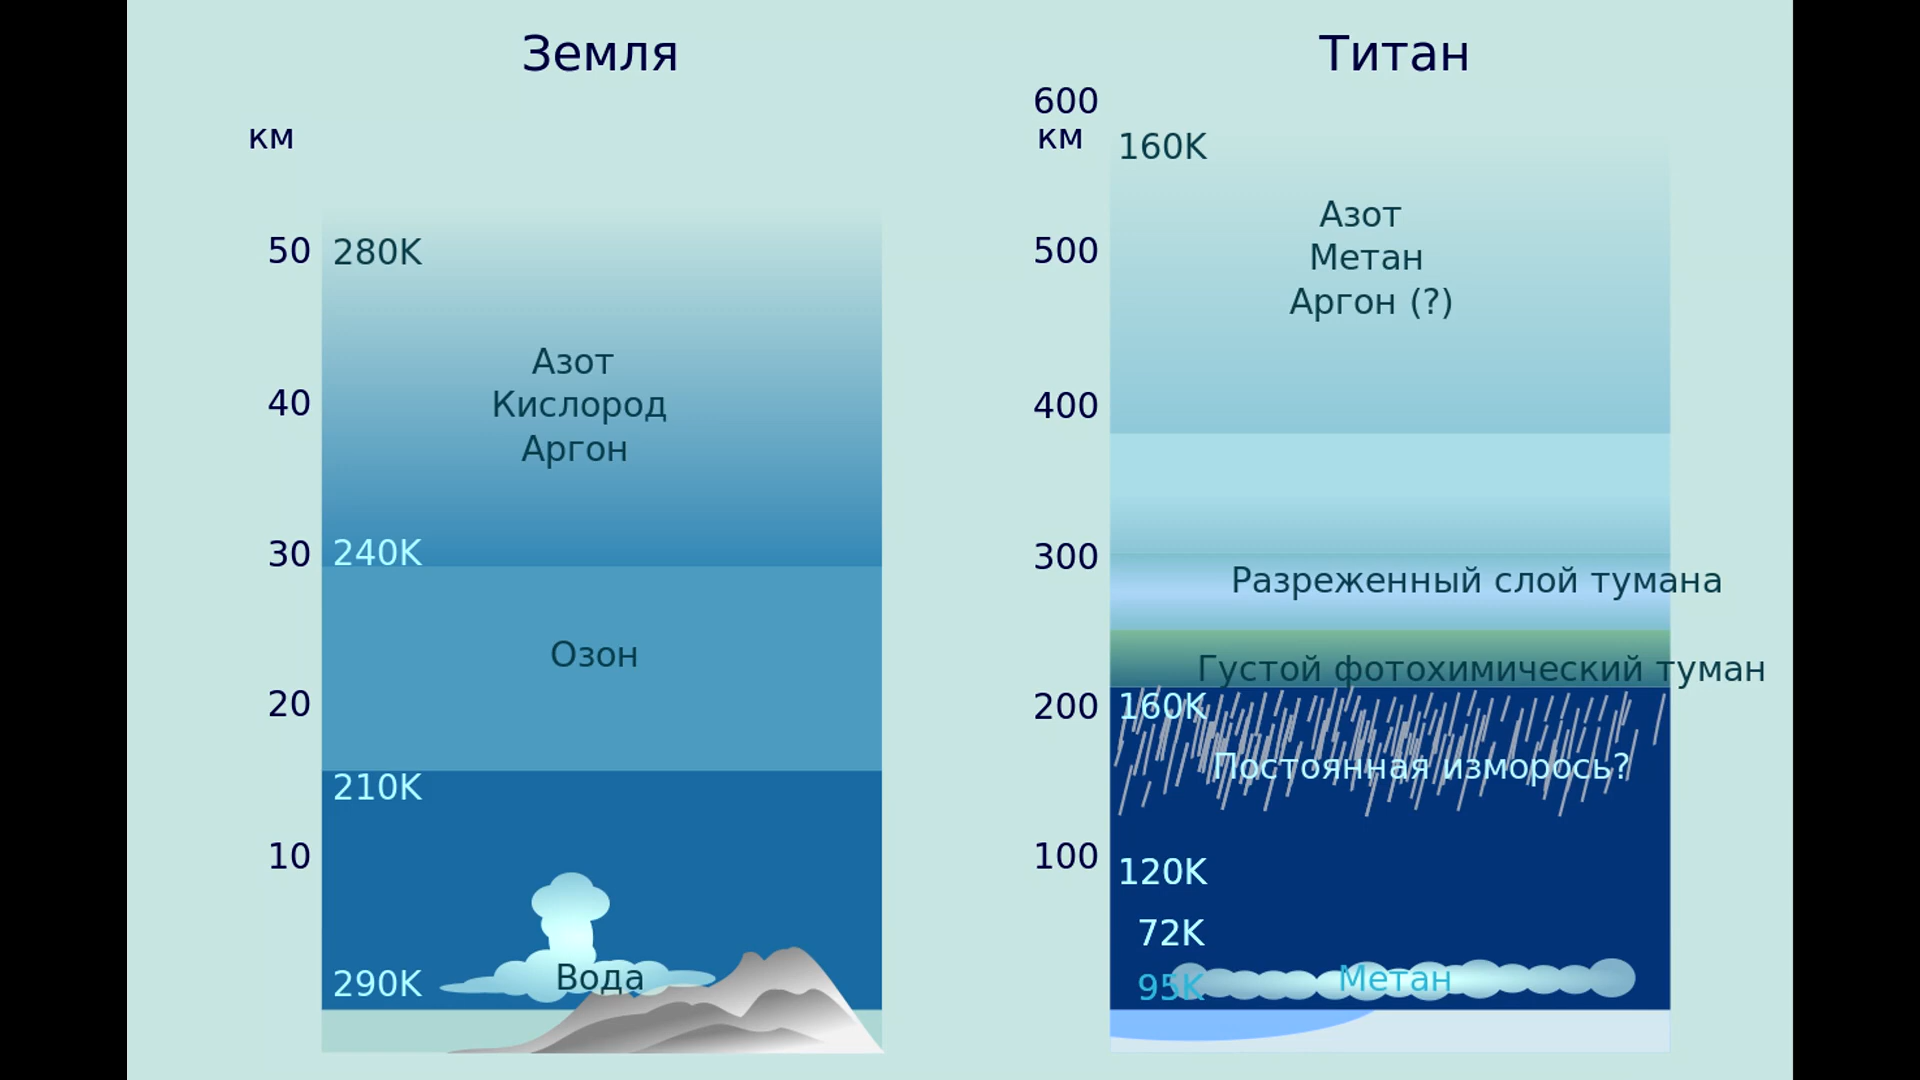 Земля
км
50
280K
Азот
Кислород
Аргон
40
30
240K
Озон
20
210K
10
290K
Вода
Титан
600
км
160K
Азот
Метан
Аргон (?)
500
400
300
Разреженный слой тумана
Густой фотохимический туман
200
160K
Постоянная изморось?
100
120K
72K
95K
Метан